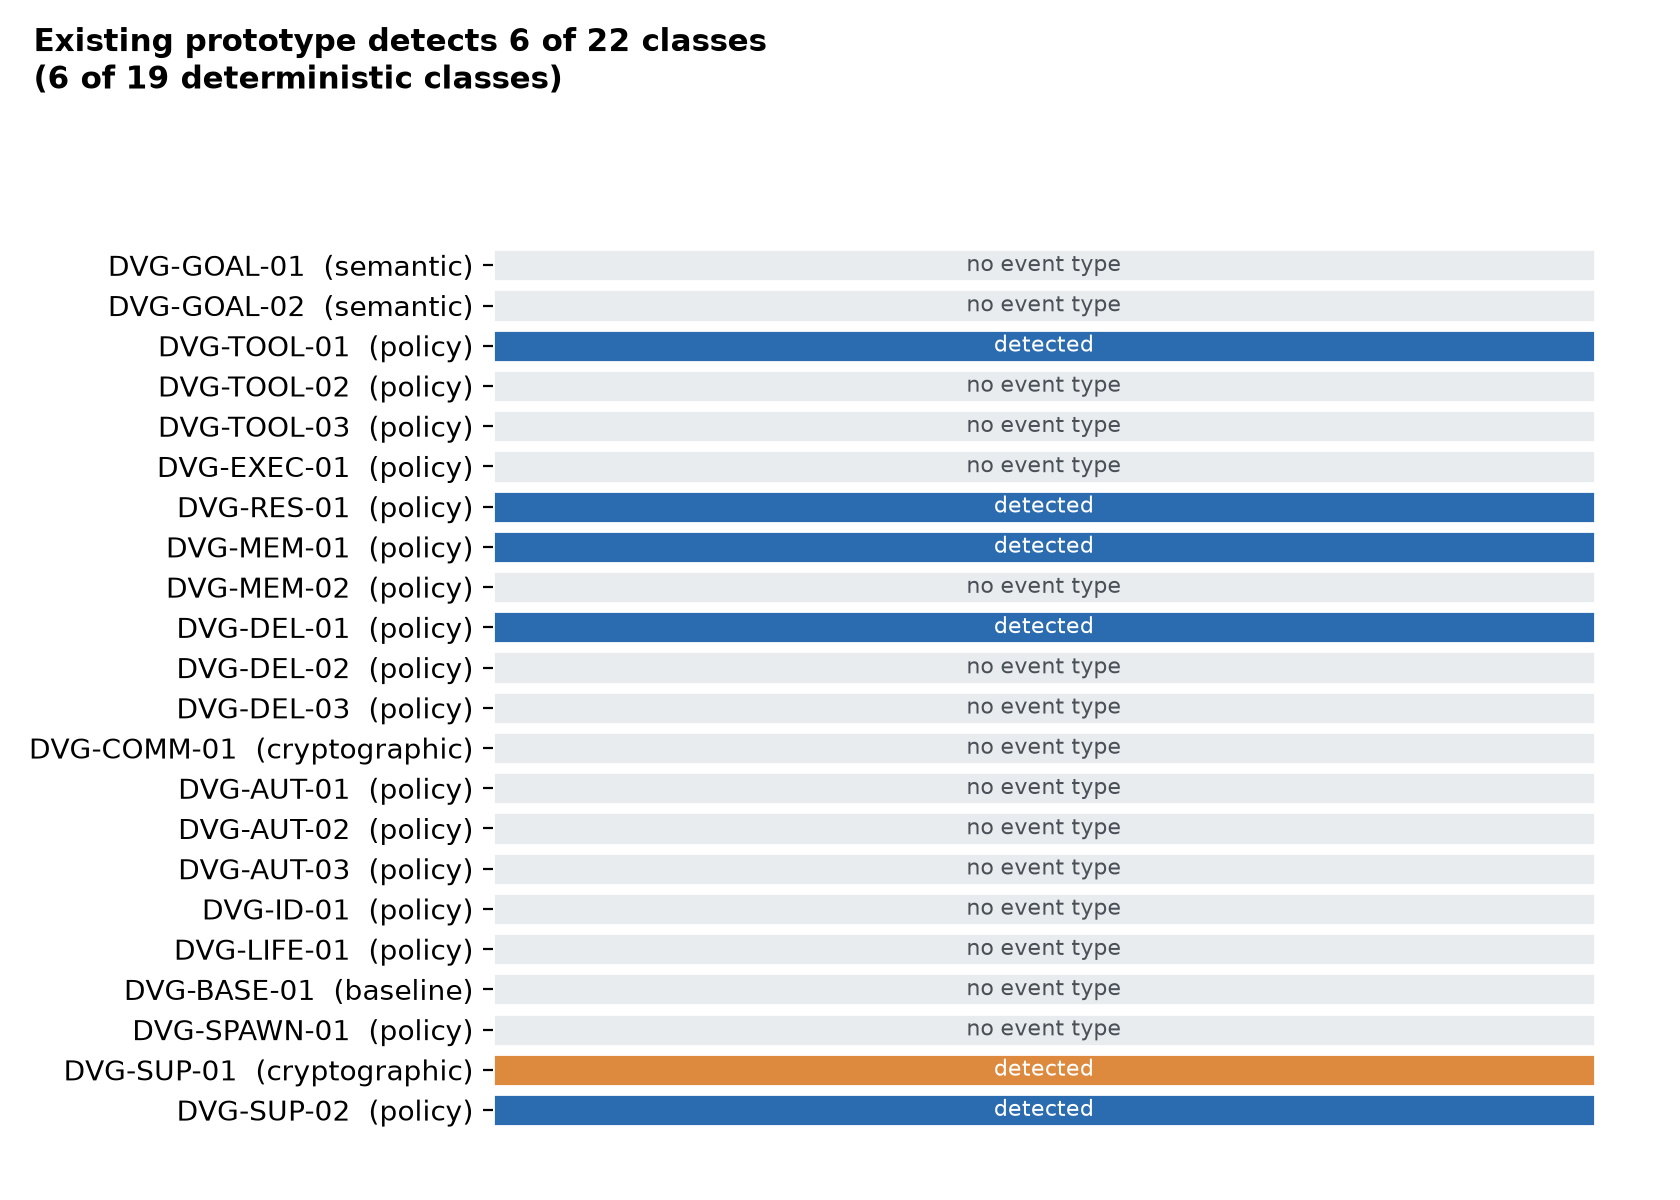 Existing prototype detects 6 of 22 classes
(6 of 19 deterministic classes)
DVG-GOAL-01 (semantic) no event type
DVG-GOAL-02 (semantic) no event type
DVG-TOOL-01 (policy) detected
DVG-TOOL-02 (policy) no event type
DVG-TOOL-03 (policy) no event type
DVG-EXEC-01 (policy) no event type
DVG-RES-01 (policy) detected
DVG-MEM-01 (policy) detected
DVG-MEM-02 (policy) no event type
DVG-DEL-01 (policy) detected
DVG-DEL-02 (policy) no event type
DVG-DEL-03 (policy) no event type
DVG-COMM-01 (cryptographic) no event type
DVG-AUT-01 (policy) no event type
DVG-AUT-02 (policy) no event type
DVG-AUT-03 (policy) no event type
DVG-ID-01 (policy) no event type
DVG-LIFE-01 (policy) no event type
DVG-BASE-01 (baseline) no event type
DVG-SPAWN-01 (policy) no event type
DVG-SUP-01 (cryptographic) detected
DVG-SUP-02 (policy) detected